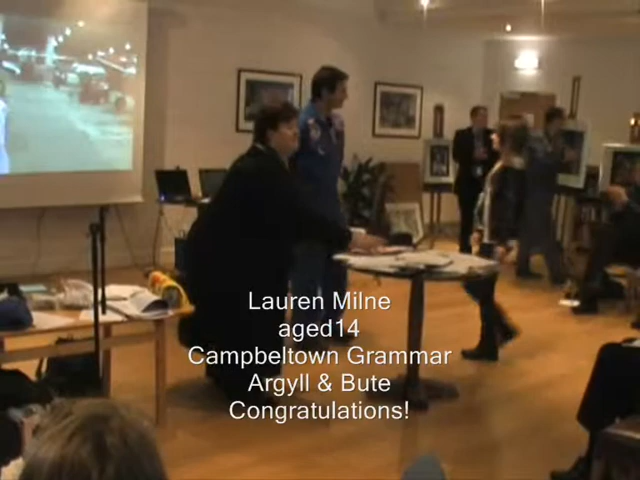 Lauren Milne
aged14
Campbeltown Grammar
Argyll & Bute
Congratulations!